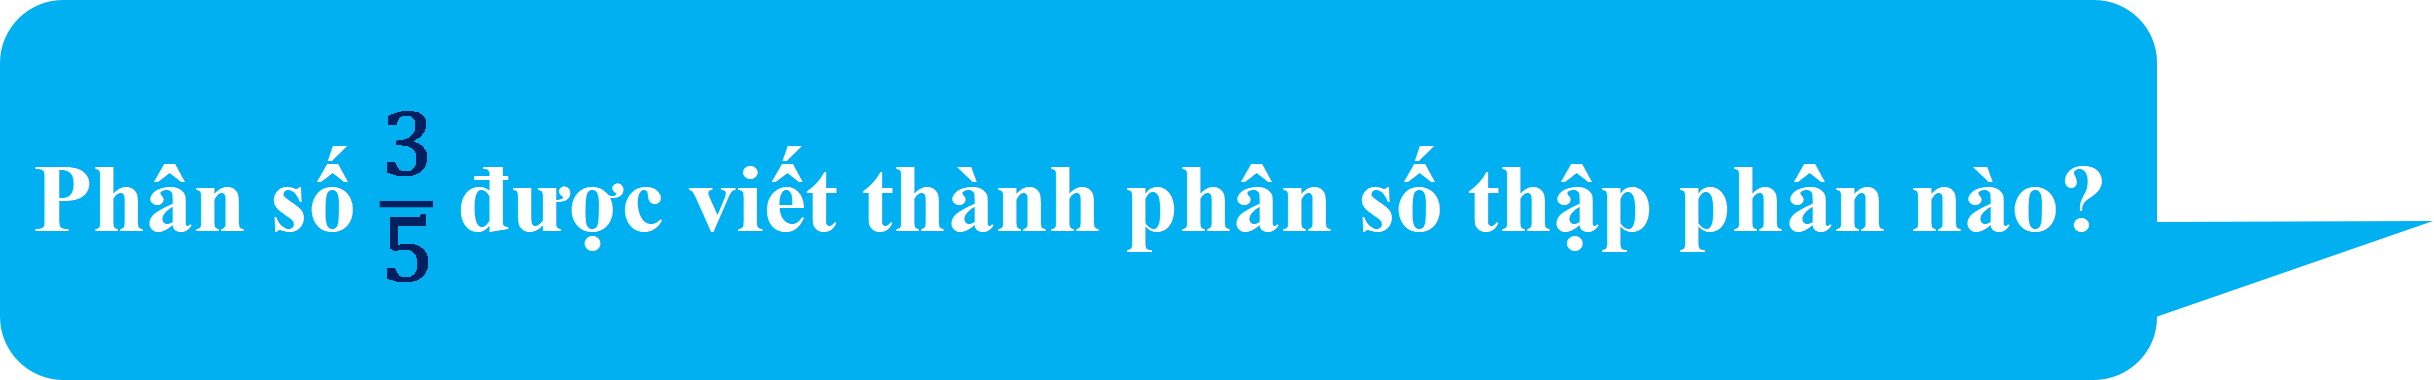 Phân số 3/5 được viết thành phân số thập phân nào?